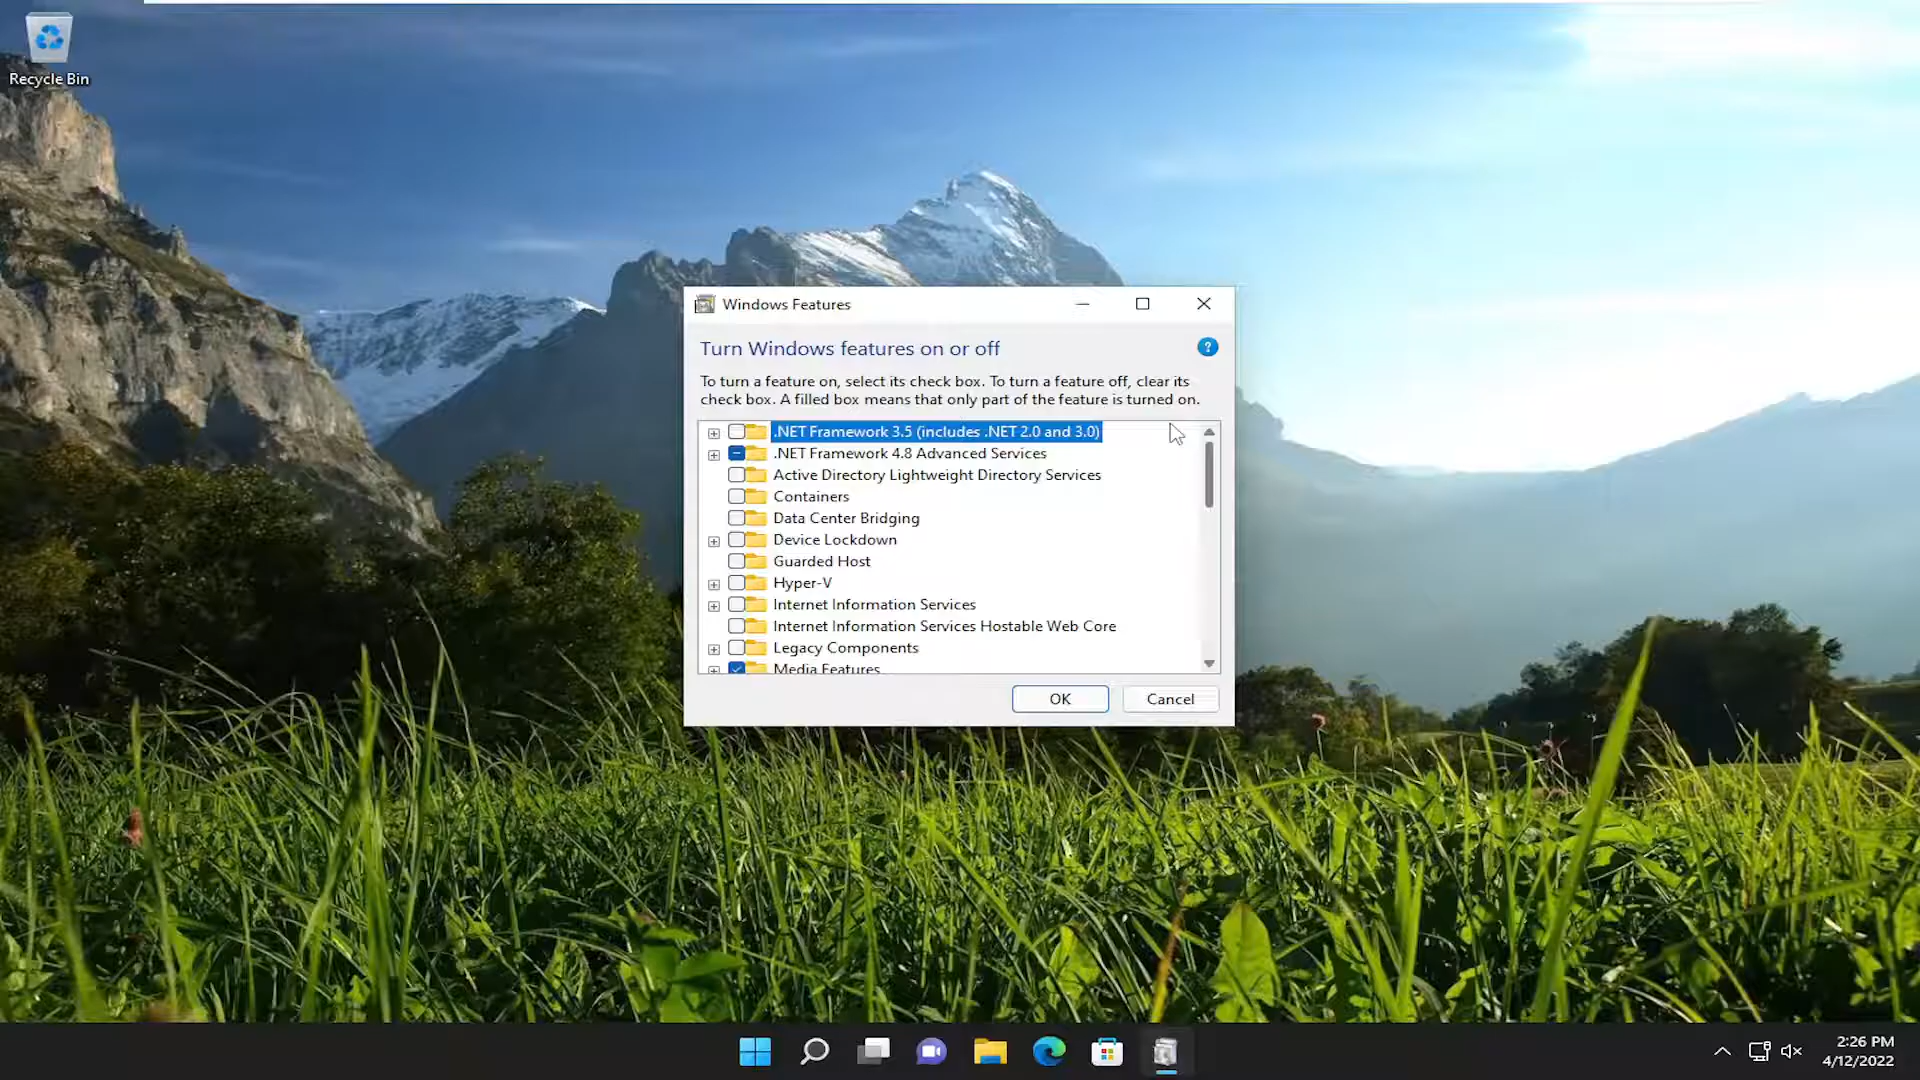 Recycle Bin
Windows Features
Turn Windows features on or off
To turn a feature on, select its check box. To turn a feature off, clear its
check box. A filled box means that only part of the feature is turned on.
.NET Framework 3.5 (includes .NET 2.0 and 3.0)
.NET Framework 4.8 Advanced Services
Active Directory Lightweight Directory Services
Containers
Data Center Bridging
Device Lockdown
Guarded Host
Hyper-V
Internet Information Services
Internet Information Services Hostable Web Core
Legacy Components
Media Features
OK
Cancel
2:26 PM
4/12/2022